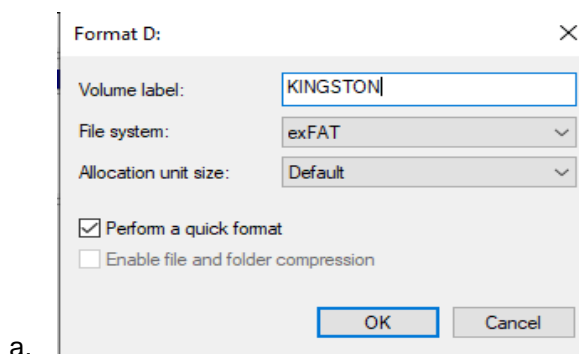 Format D:
Volume label: KINGSTON
File system: exFAT
Allocation unit size: Default
Perform a quick format
Enable file and folder compression
OK Cancel
a.